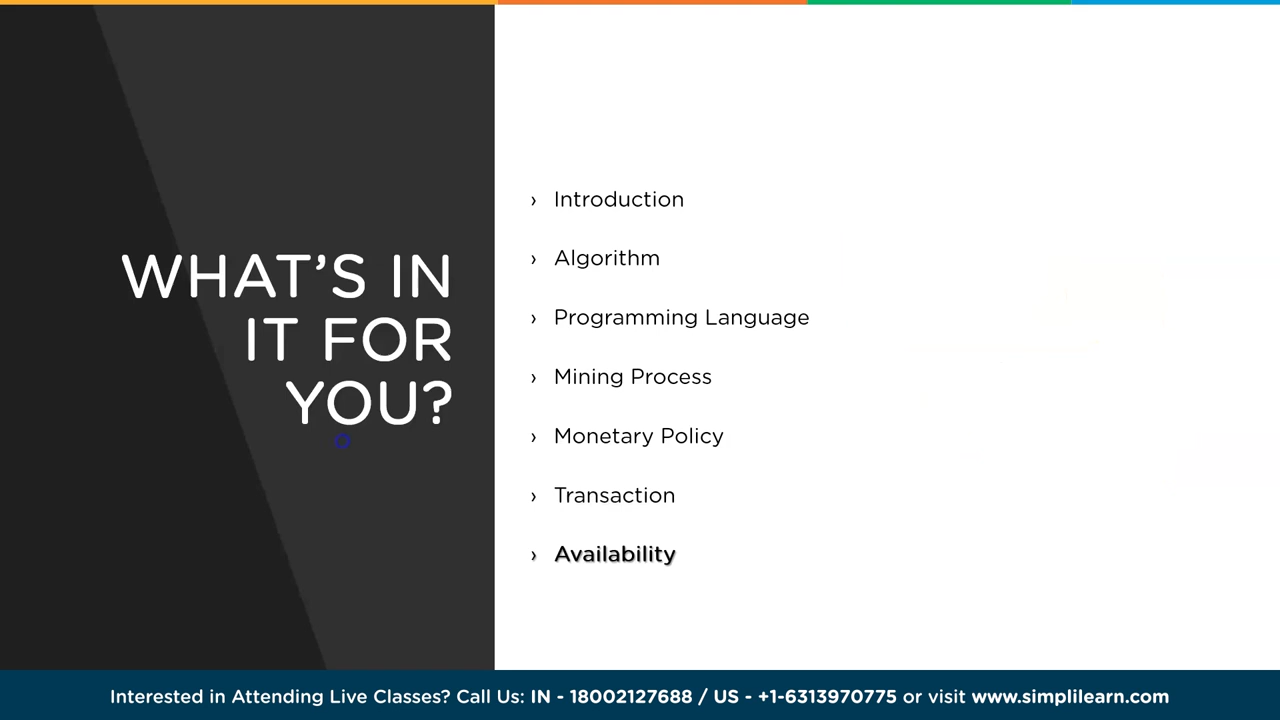 WHAT'S IN
IT FOR
YOU?
› Introduction
› Algorithm
› Programming Language
› Mining Process
› Monetary Policy
› Transaction
› Availability
Interested in Attending Live Classes? Call Us: IN - 18002127688 / US - +1-6313970775 or visit www.simplilearn.com